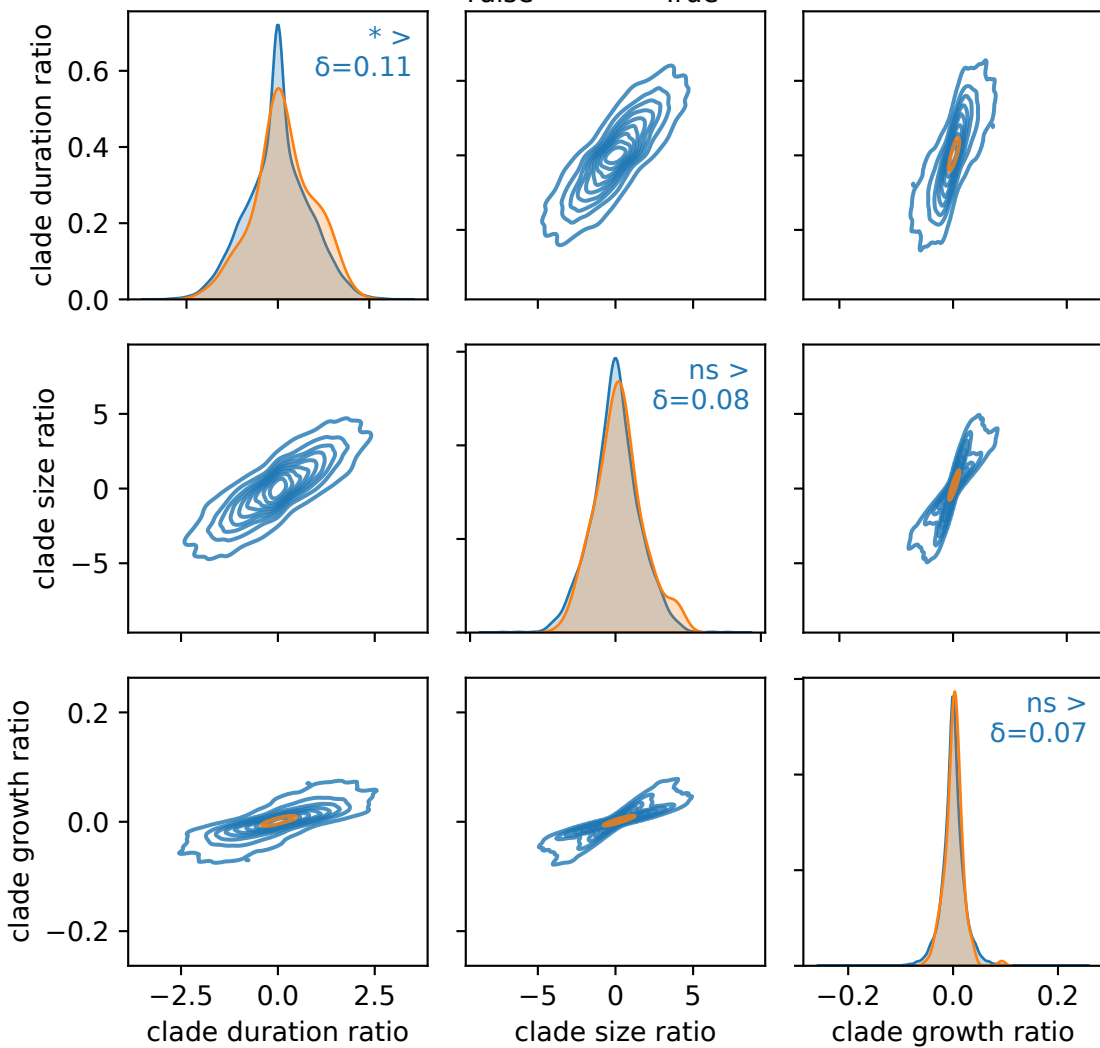 False True
clade duration ratio
0.6
0.4
0.2
0.0
* >
δ=0.11
clade size ratio
5
0
−5
ns >
δ=0.08
clade growth ratio
0.2
0.0
−0.2
ns >
δ=0.07
−2.5 0.0 2.5
−5 0 5
−0.2 0.0 0.2
clade duration ratio
clade size ratio
clade growth ratio